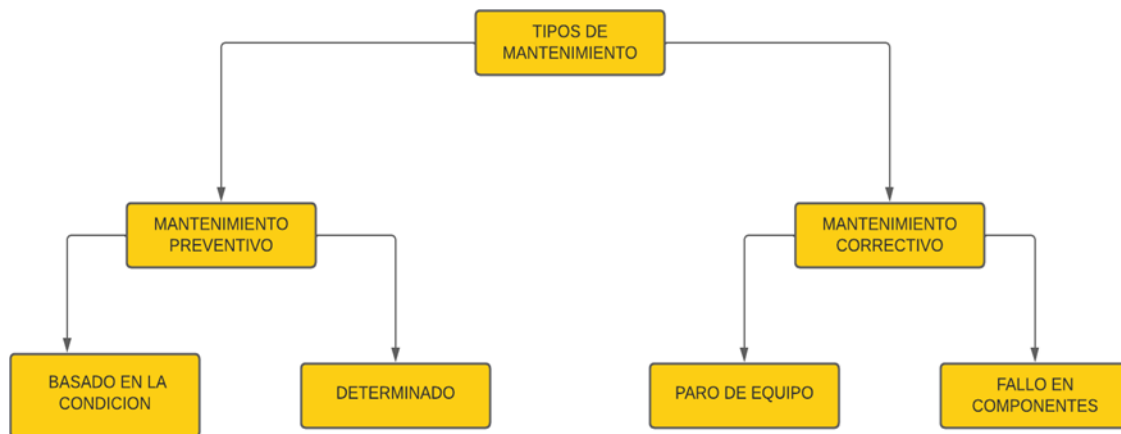 TIPOS DE
MANTENIMIENTO
MANTENIMIENTO
PREVENTIVO
MANTENIMIENTO
CORRECTIVO
BASADO EN LA
CONDICION
DETERMINADO
PARO DE EQUIPO
FALLO EN
COMPONENTES